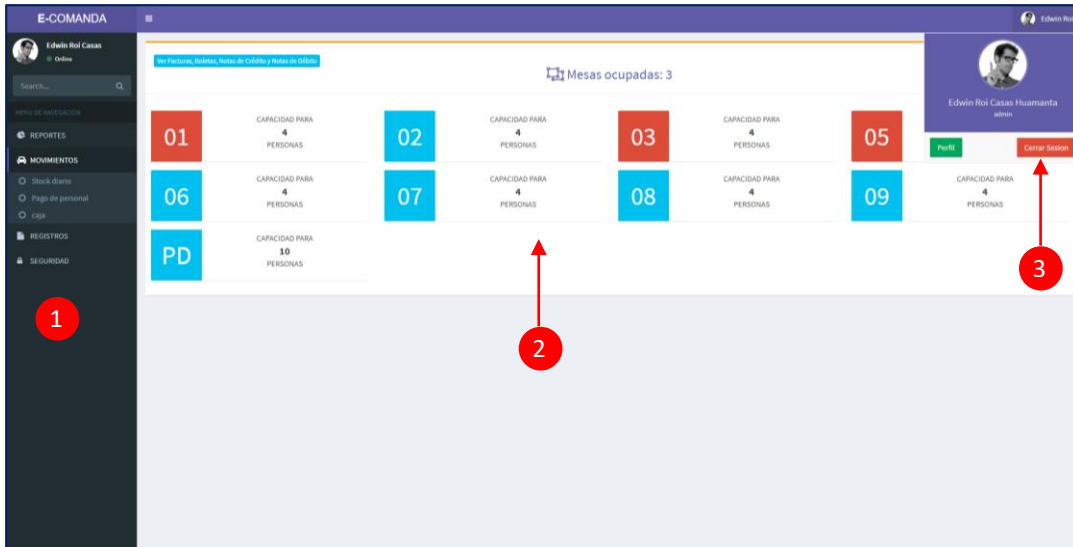 E-COMANDA
Edwin Roi
Edwin Roi Casas
Online
Search...
MENU DE NAVEGACION
REPORTES
MOVIMIENTOS
Stock diario
Pago de personal
caja
REGISTROS
SEGURIDAD
1
Ver Facturas, Boletas, Notas de Crédito y Notas de Débito
Mesas ocupadas: 3
01
CAPACIDAD PARA
4
PERSONAS
02
CAPACIDAD PARA
4
PERSONAS
03
CAPACIDAD PARA
4
PERSONAS
05
06
CAPACIDAD PARA
4
PERSONAS
07
CAPACIDAD PARA
4
PERSONAS
08
CAPACIDAD PARA
4
PERSONAS
09
CAPACIDAD PARA
4
PERSONAS
PD
CAPACIDAD PARA
10
PERSONAS
2
Edwin Roi Casas Huamanta
admin
Perfil
Cerrar Sesion
3